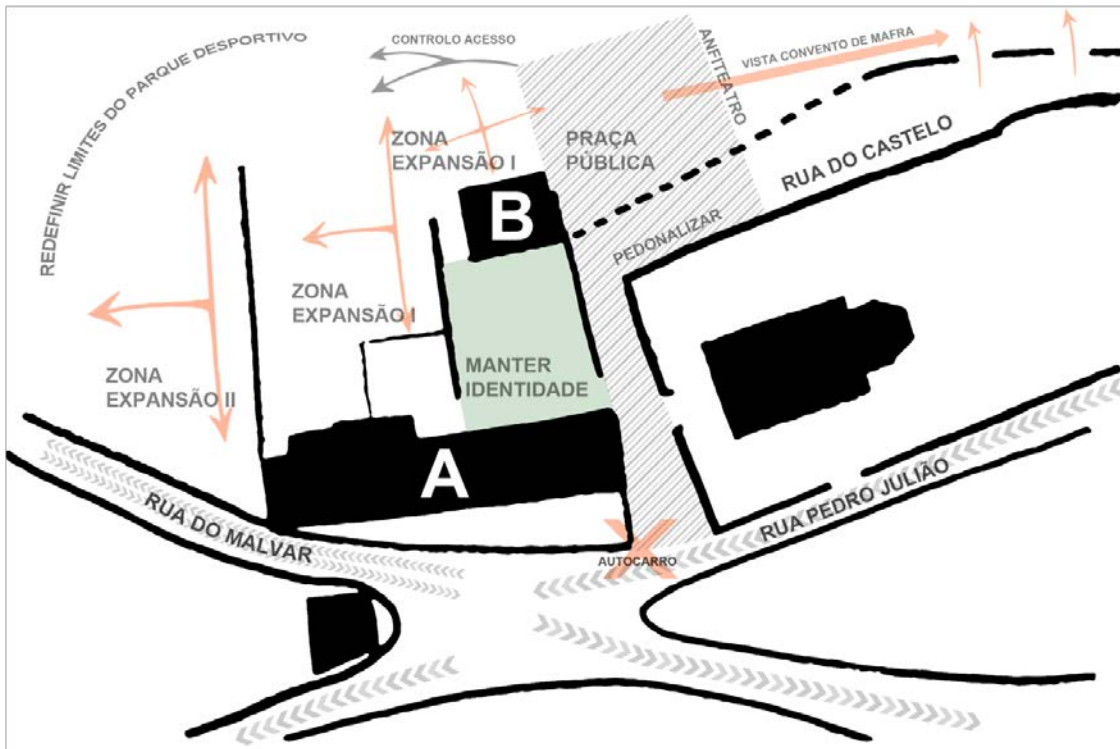 REDEFINIR LIMITES DO PARQUE DESPORTIVO
CONTROLO ACESSO
ANFITEATRO
VISTA CONVENTO DE MAFRA
ZONA
EXPANSÃO I
PRAÇA
PÚBLICA
RUA DO CASTELO
B
PEDONALIZAR
ZONA
EXPANSÃO I
MANTER
IDENTIDADE
ZONA
EXPANSÃO II
A
RUA DO MALVAR
RUA PEDRO JULIÃO
AUTOCARRO